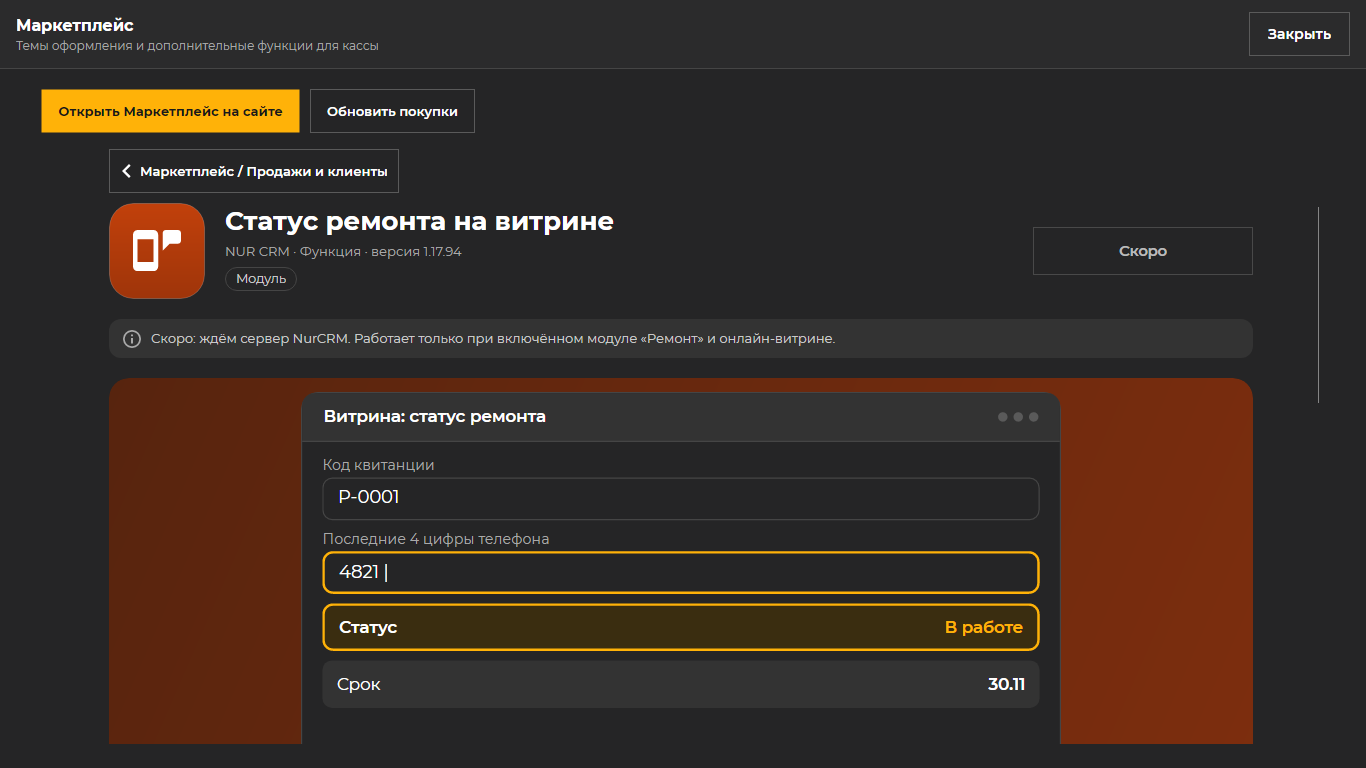 Маркетплейс
Темы оформления и дополнительные функции для кассы
Закрыть
Открыть Маркетплейс на сайте
Обновить покупки
Маркетплейс / Продажи и клиенты
Статус ремонта на витрине
NUR CRM · Функция · версия 1.17.94
Модуль
Скоро
Скоро: ждём сервер NurCRM. Работает только при включённом модуле «Ремонт» и онлайн-витрине.
Витрина: статус ремонта
Код квитанции
Р-0001
Последние 4 цифры телефона
4821
Статус
В работе
Срок
30.11